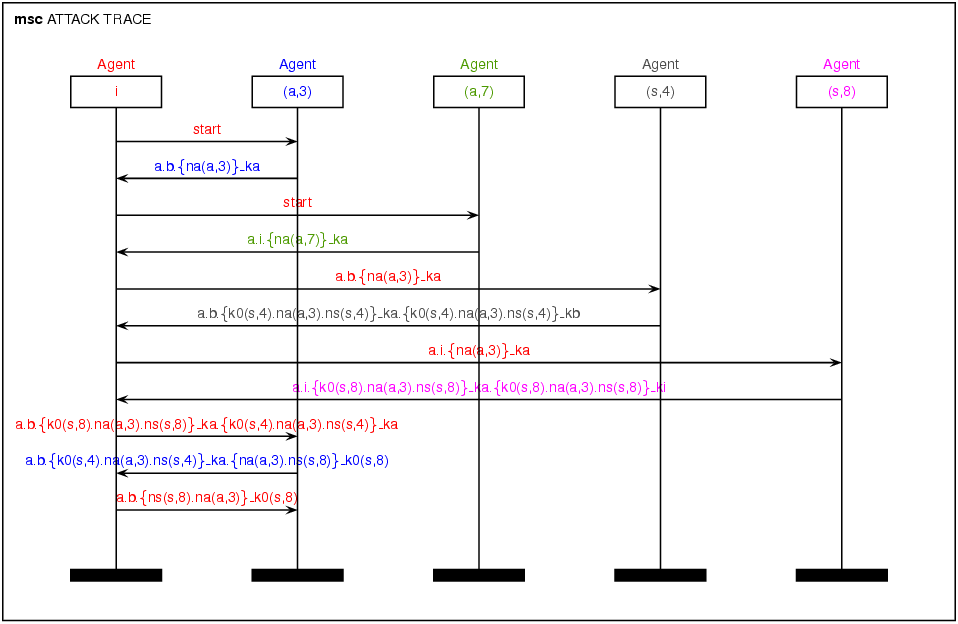 msc ATTACK TRACE
Agent Agent Agent Agent Agent
i (a,3) (a,7) (s,4) (s,8)
start
a.b.{na(a,3)}_ka
start
a.i.{na(a,7)}_ka
a.b.{na(a,3)}_ka
a.b.{k0(s,4).na(a,3).ns(s,4)}_ka.{k0(s,4).na(a,3).ns(s,4)}_kb
a.i.{na(a,3)}_ka
a.i.{k0(s,8).na(a,3).ns(s,8)}_ka.{k0(s,8).na(a,3).ns(s,8)}_ki
a.b.{k0(s,8).na(a,3).ns(s,8)}_ka.{k0(s,4).na(a,3).ns(s,4)}_ka
a.b.{k0(s,4).na(a,3).ns(s,4)}_ka.{na(a,3).ns(s,8)}_k0(s,8)
a.b.{ns(s,8).na(a,3)}_k0(s,8)